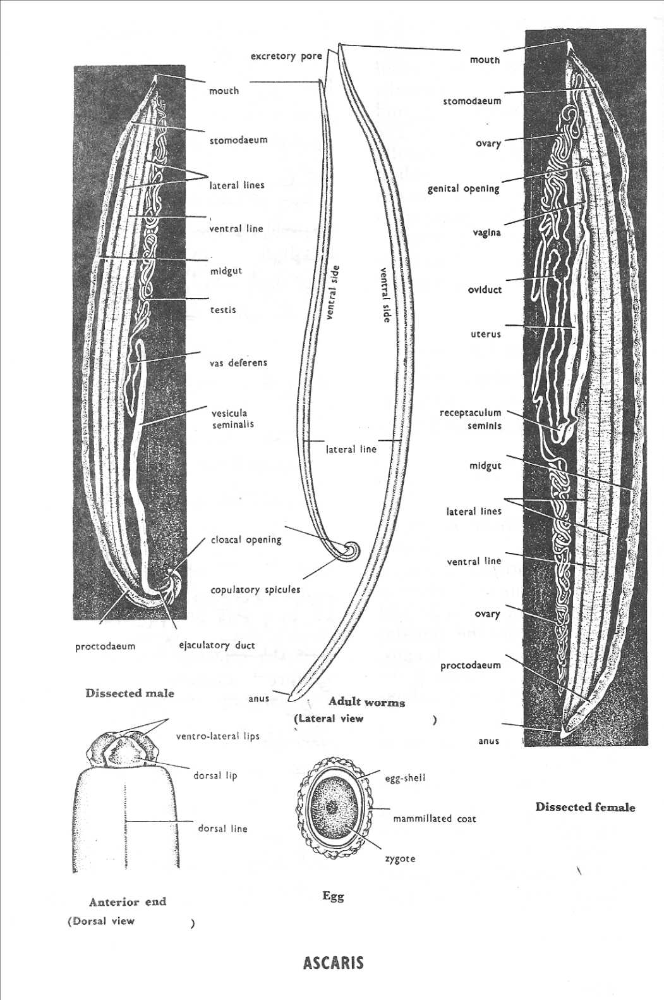 excretory pore
mouth
stomodaeum
lateral lines
ventral line
midgut
testis
vas deferens
vesicula
seminalis
cloacal opening
copulatory spicules
proctodaeum
ejaculatory duct
Dissected male
ventral side
ventral side
lateral line
anus
Adult worms
(Lateral view )
mouth
stomodaeum
ovary
genital opening
vagina
oviduct
uterus
receptaculum
seminis
midgut
lateral lines
ventral line
ovary
proctodaeum
anus
Dissected female
ventro-lateral lips
dorsal lip
dorsal line
Anterior end
(Dorsal view )
egg-shell
mammillated coat
zygote
Egg
ASCARIS